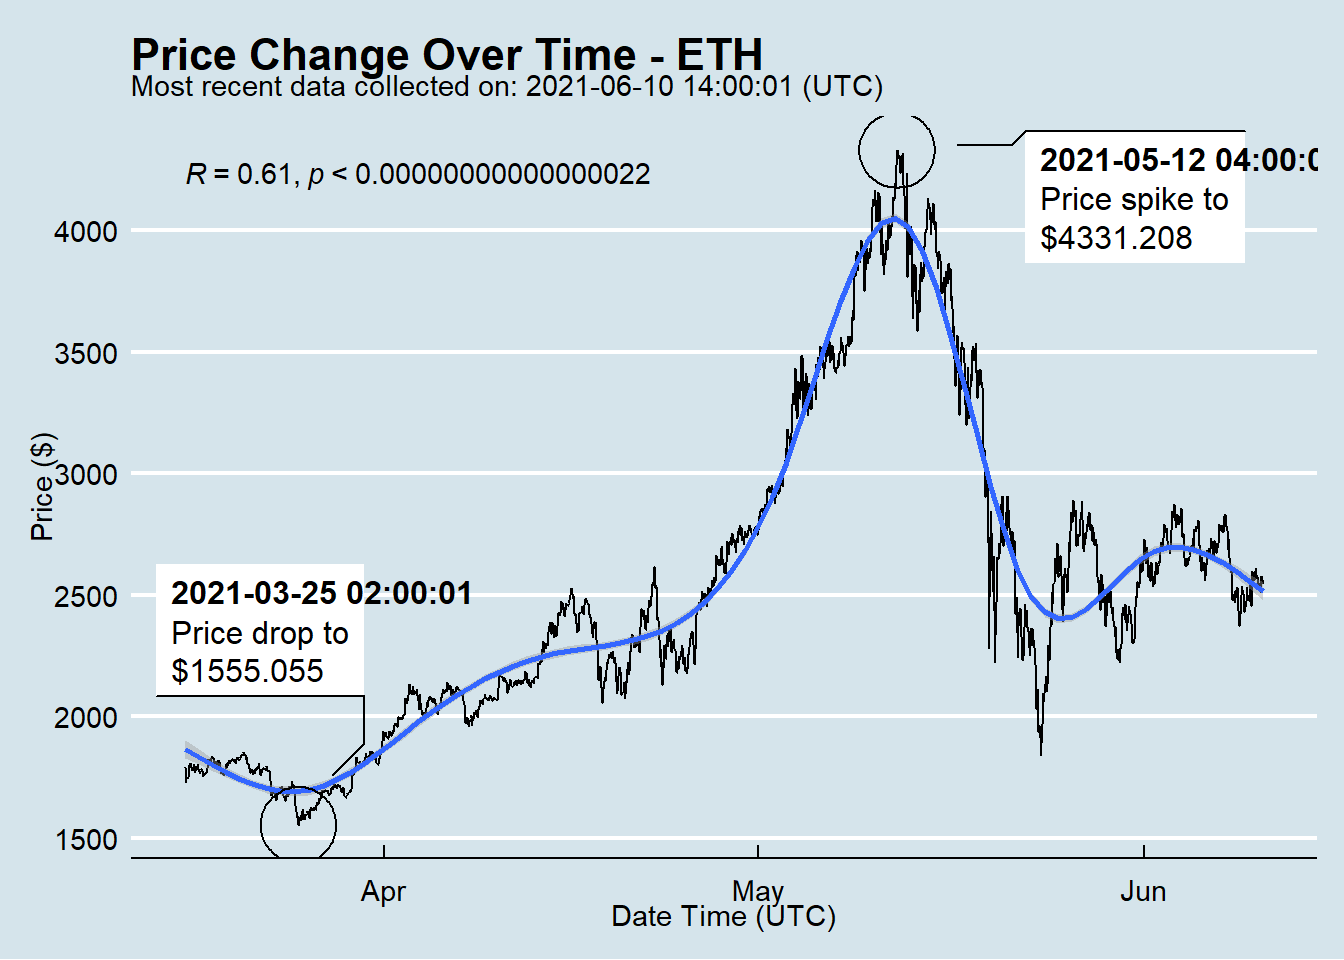 Price Change Over Time - ETH
Most recent data collected on: 2021-06-10 14:00:01 (UTC)
R = 0.61, p < 0.00000000000000022
2021-05-12 04:00:0
Price spike to
$4331.208
4000
3500
3000
2500
2000
1500
Price ($)
2021-03-25 02:00:01
Price drop to
$1555.055
Apr
May
Jun
Date Time (UTC)